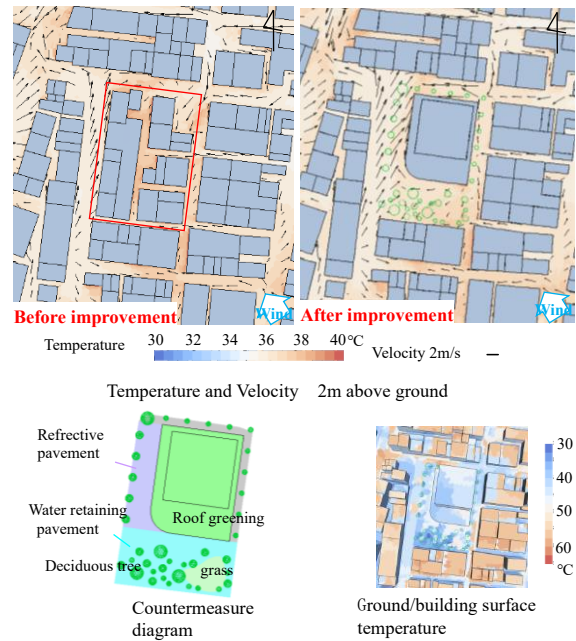 Before improvement
Wind
After improvement
Wind
Temperature
30 32 34 36 38 40℃
Velocity 2m/s
Temperature and Velocity 2m above ground
Refrective pavement
Water retaining pavement
Roof greening
Deciduous tree
grass
Countermeasure diagram
30
40
50
60
℃
Ground/building surface temperature